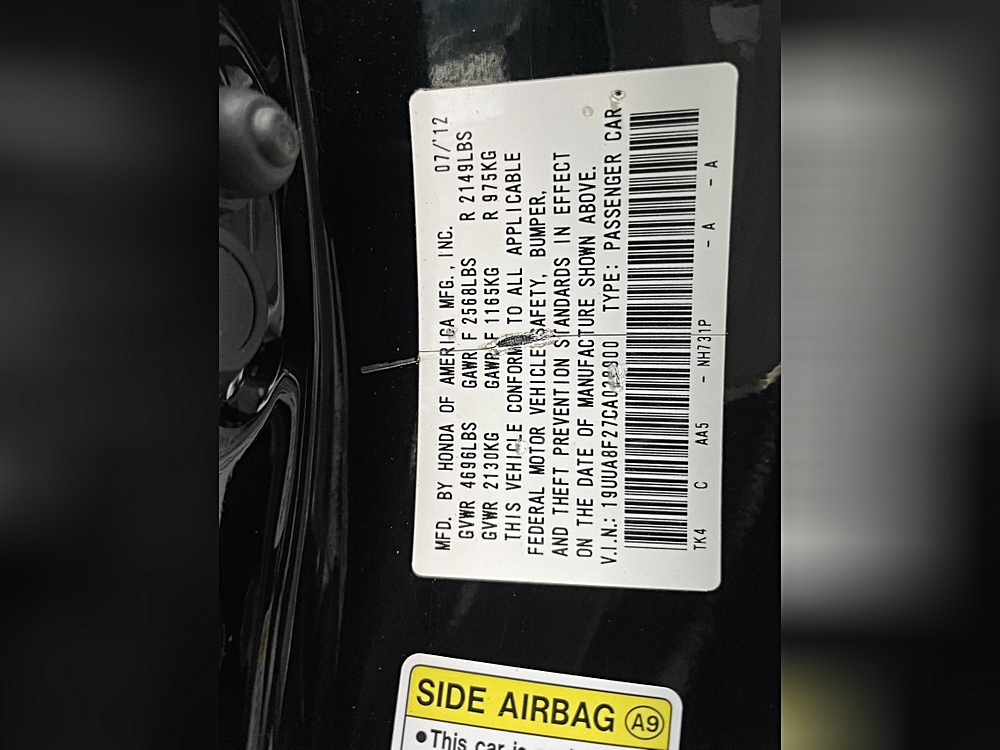 MFD. BY HONDA OF AMERICA MFG., INC. 07/'12
GVWR 4696LBS GAWR F 2568LBS R 2149LBS
GVWR 2130KG GAWR F 1165KG R 975KG
THIS VEHICLE CONFORMS TO ALL APPLICABLE
FEDERAL MOTOR VEHICLE SAFETY, BUMPER,
AND THEFT PREVENTION STANDARDS IN EFFECT
ON THE DATE OF MANUFACTURE SHOWN ABOVE.
V.I.N.: TYPE: PASSENGER CAR
TK4 C AA5 - NH731P - A - A
SIDE AIRBAG A9
•This car is